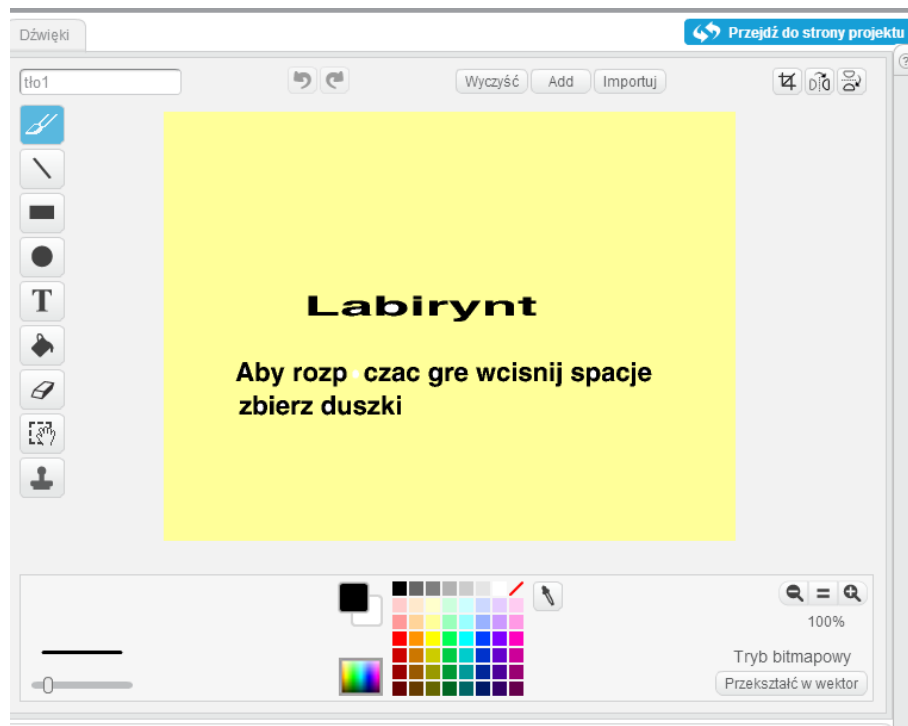 Dźwięki
Przejdź do strony projektu
tło1
Wyczyść Add Importuj
T
Labirynt
Aby rozp czac gre wcisnij spacje
zbierz duszki
100%
Tryb bitmapowy
Przekształć w wektor